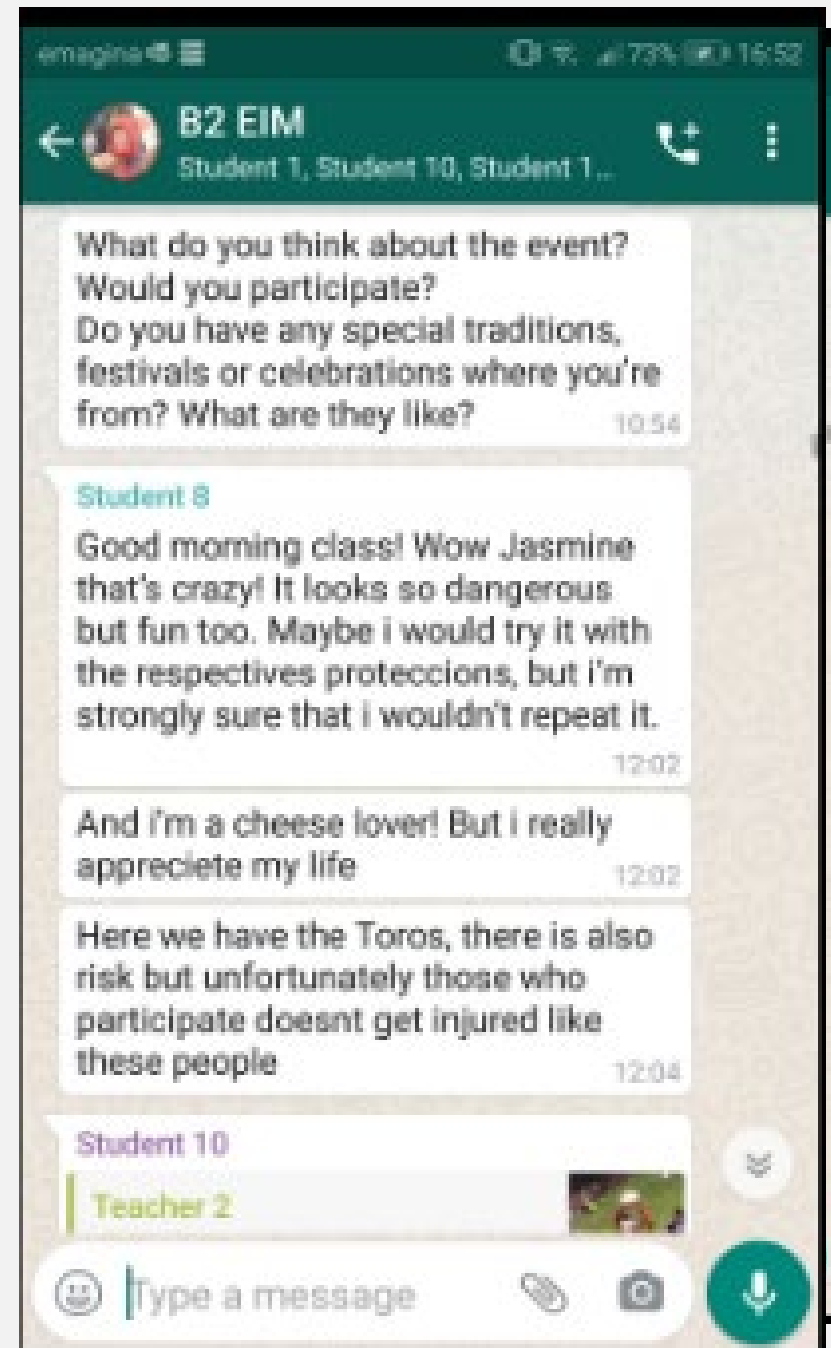 emagina
73% 16:52
B2 EIM
Student 1, Student 10, Student 1...
What do you think about the event?
Would you participate?
Do you have any special traditions,
festivals or celebrations where you're
from? What are they like?
10:54
Student 8
Good morning class! Wow Jasmine
that's crazy! It looks so dangerous
but fun too. Maybe i would try it with
the respectives proteccions, but i'm
strongly sure that i wouldn't repeat it.
12:02
And i'm a cheese lover! But i really
appreciete my life
12:02
Here we have the Toros, there is also
risk but unfortunately those who
participate doesnt get injured like
these people
12:04
Student 10
Teacher 2
Type a message